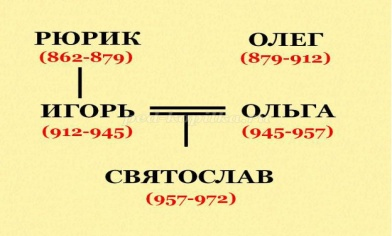 РЮРИК ОЛЕГ
(862-879) (879-912)
ИГОРЬ ОЛЬГА
(912-945) (945-957)
СВЯТОСЛАВ
(957-972)